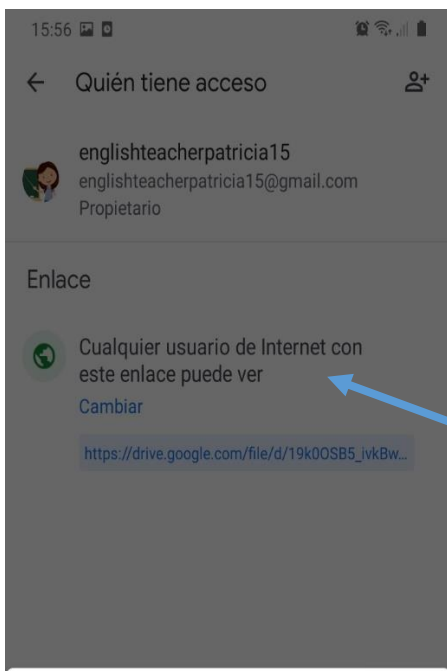 15:56
Quién tiene acceso
englishteacherpatricia15
englishteacherpatricia15@gmail.com
Propietario
Enlace
Cualquier usuario de Internet con
este enlace puede ver
Cambiar
https://drive.google.com/file/d/19k0OSB5_ivkBw...